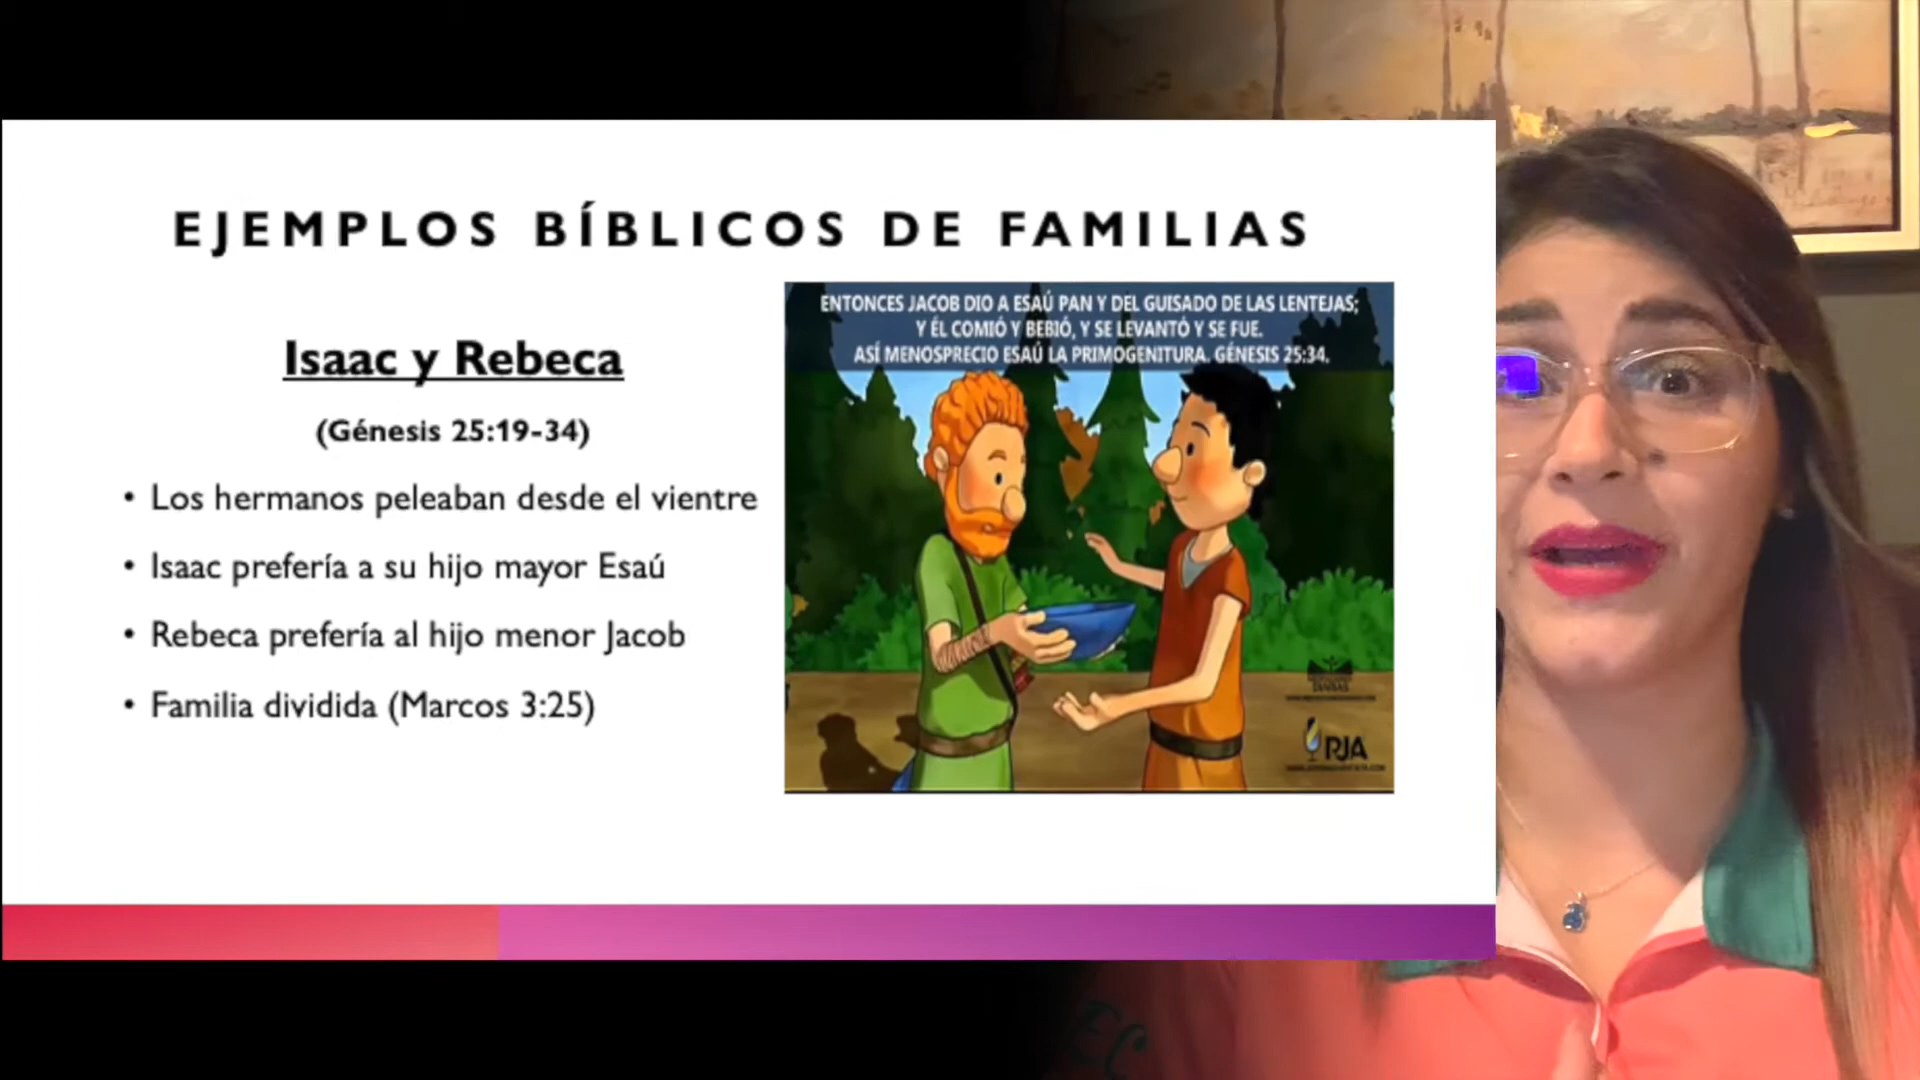 EJEMPLOS BÍBLICOS DE FAMILIAS
Isaac y Rebeca
(Génesis 25:19-34)
• Los hermanos peleaban desde el vientre
• Isaac prefería a su hijo mayor Esaú
• Rebeca prefería al hijo menor Jacob
• Familia dividida (Marcos 3:25)
ENTONCES JACOB DIO A ESAÚ PAN Y DEL GUISADO DE LAS LENTEJAS;
Y ÉL COMIÓ Y BEBIÓ, Y SE LEVANTÓ Y SE FUE.
ASÍ MENOSPRECIO ESAÚ LA PRIMOGENITURA. GÉNESIS 25:34.
RJA